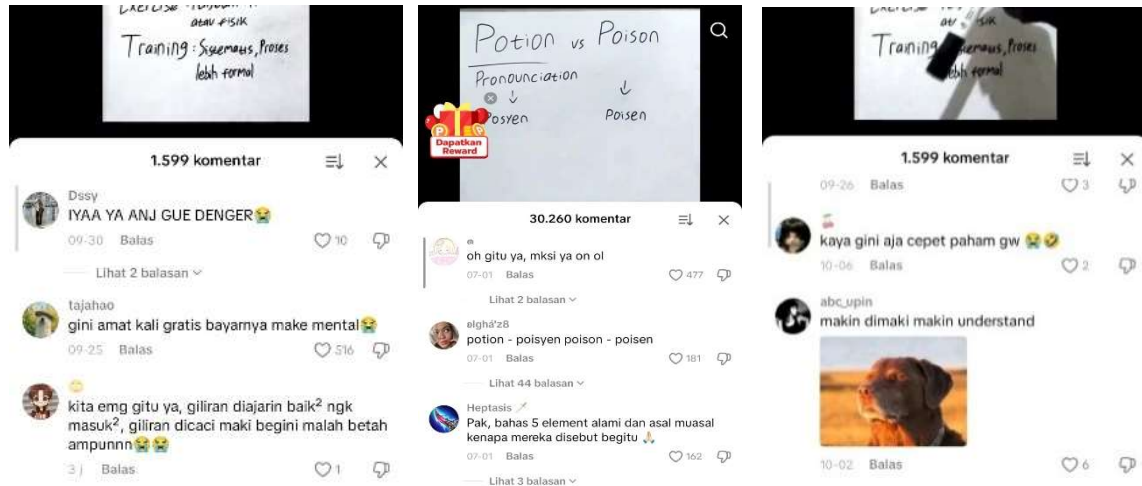 atau fisik
Training : Sistematis, Proses
lebih formal
1.599 komentar
Dssy
IYAA YA ANJ GUE DENGER😭
09-30 Balas
10
Lihat 2 balasan
tajahao
gini amat kali gratis bayarnya make mental😭
09-25 Balas
516
kita emg gitu ya, giliran diajarin baik² ngk
masuk², giliran dicaci maki begini malah betah
ampunnn😭😭
3 j Balas
1
Potion vs Poison
Pronounciation
Posyen
Poisen
Dapatkan
Reward
30.260 komentar
oh gitu ya, mksi ya on ol
07-01 Balas
477
Lihat 2 balasan
elghá'z8
potion - poisyen poison - poisen
07-01 Balas
181
Lihat 44 balasan
Heptasis
Pak, bahas 5 element alami dan asal muasal
kenapa mereka disebut begitu 🙏
07-01 Balas
162
Lihat 3 balasan
Training
Proses
lebih formal
1.599 komentar
09-26 Balas
3
🍒
kaya gini aja cepet paham gw 😭🤣
10-06 Balas
2
abc_upin
makin dimaki makin understand
10-02 Balas
6